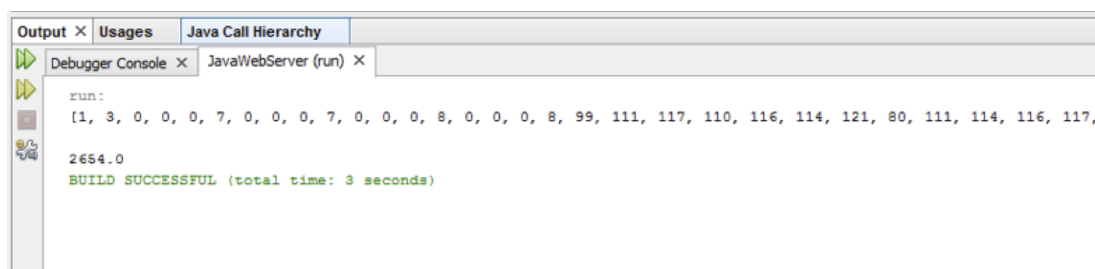 Output × Usages Java Call Hierarchy
Debugger Console × JavaWebServer (run) ×
run:
[1, 3, 0, 0, 0, 7, 0, 0, 0, 7, 0, 0, 0, 8, 0, 0, 0, 8, 99, 111, 117, 110, 116, 114, 121, 80, 111, 114, 116, 117,
2654.0
BUILD SUCCESSFUL (total time: 3 seconds)